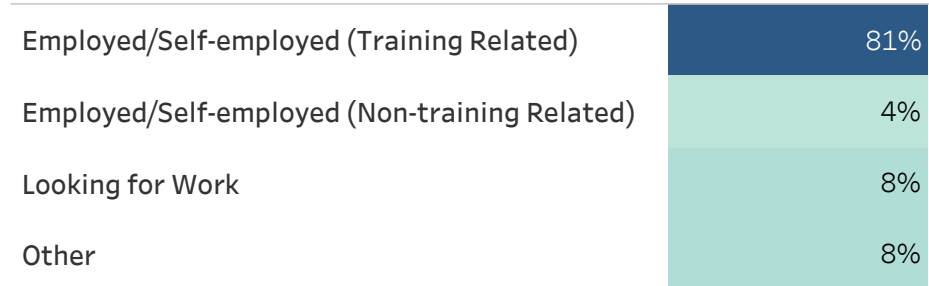 Employed/Self-employed (Training Related) 81%
Employed/Self-employed (Non-training Related) 4%
Looking for Work 8%
Other 8%